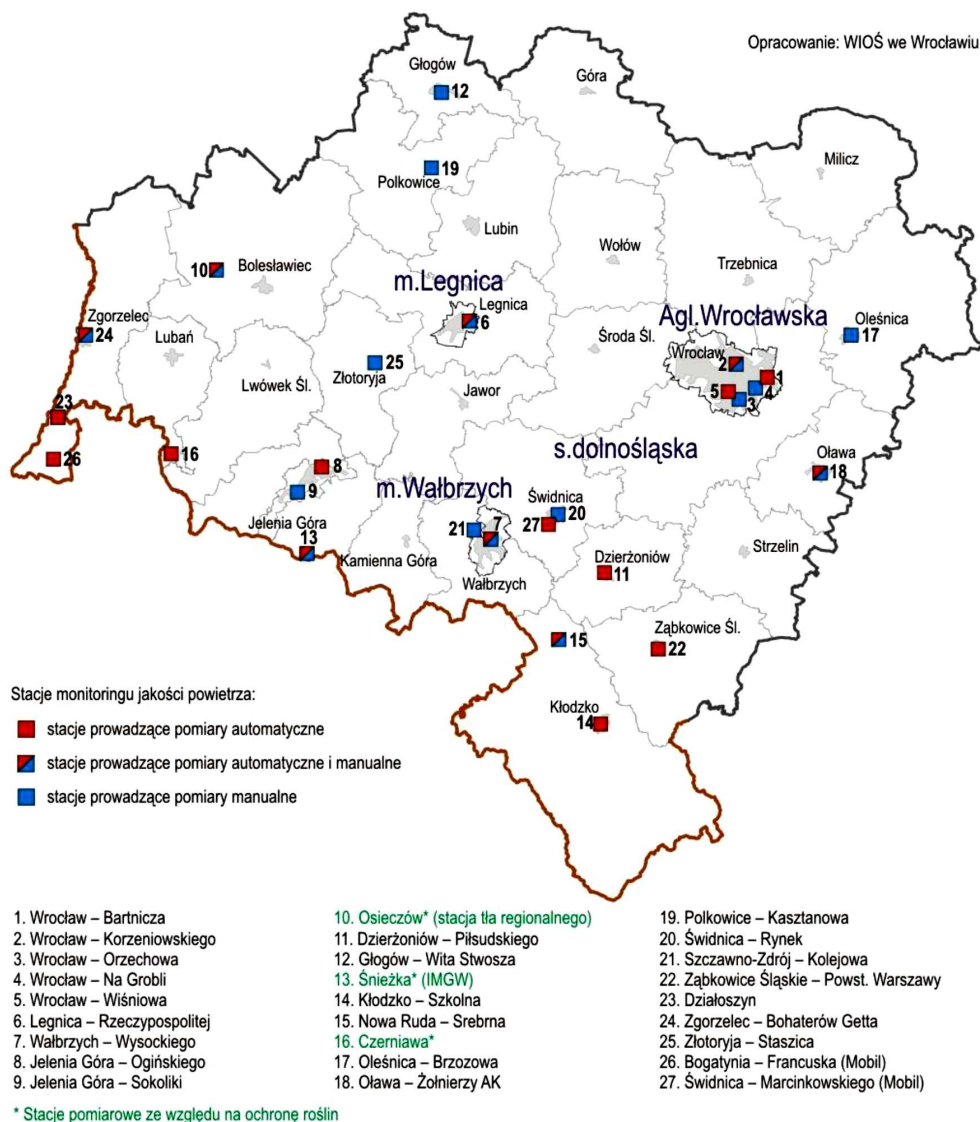 Opracowanie: WIOŚ we Wrocławiu
Głogów
12
Góra
Milicz
19
Polkowice
Lubin
Wołów
Trzebnica
10
Bolesławiec
m.Legnica
Legnica
6
Agl.Wrocławska
Zgorzelec
24
Lubań
Lwówek Śl.
25
Złotoryja
Jawor
Środa Śl.
Wrocław
2
1
5
4
3
Oleśnica
17
23
26
16
8
9
Jelenia Góra
13
m.Wałbrzych
s.dolnośląska
Świdnica
20
27
21
7
Kamienna Góra
Wałbrzych
Dzierżoniów
11
Oława
18
Strzelin
15
Ząbkowice Śl.
22
Kłodzko
14
Stacje monitoringu jakości powietrza:
stacje prowadzące pomiary automatyczne
stacje prowadzące pomiary automatyczne i manualne
stacje prowadzące pomiary manualne
1. Wrocław – Bartnicza
2. Wrocław – Korzeniowskiego
3. Wrocław – Orzechowa
4. Wrocław – Na Grobli
5. Wrocław – Wiśniowa
6. Legnica – Rzeczypospolitej
7. Wałbrzych – Wysockiego
8. Jelenia Góra – Ogińskiego
9. Jelenia Góra – Sokoliki
10. Osieczów* (stacja tła regionalnego)
11. Dzierżoniów – Piłsudskiego
12. Głogów – Wita Stwosza
13. Śnieżka* (IMGW)
14. Kłodzko – Szkolna
15. Nowa Ruda – Srebrna
16. Czerniawa*
17. Oleśnica – Brzozowa
18. Oława – Żołnierzy AK
19. Polkowice – Kasztanowa
20. Świdnica – Rynek
21. Szczawno-Zdrój – Kolejowa
22. Ząbkowice Śląskie – Powst. Warszawy
23. Działoszyn
24. Zgorzelec – Bohaterów Getta
25. Złotoryja – Staszica
26. Bogatynia – Francuska (Mobil)
27. Świdnica – Marcinkowskiego (Mobil)
* Stacje pomiarowe ze względu na ochronę roślin